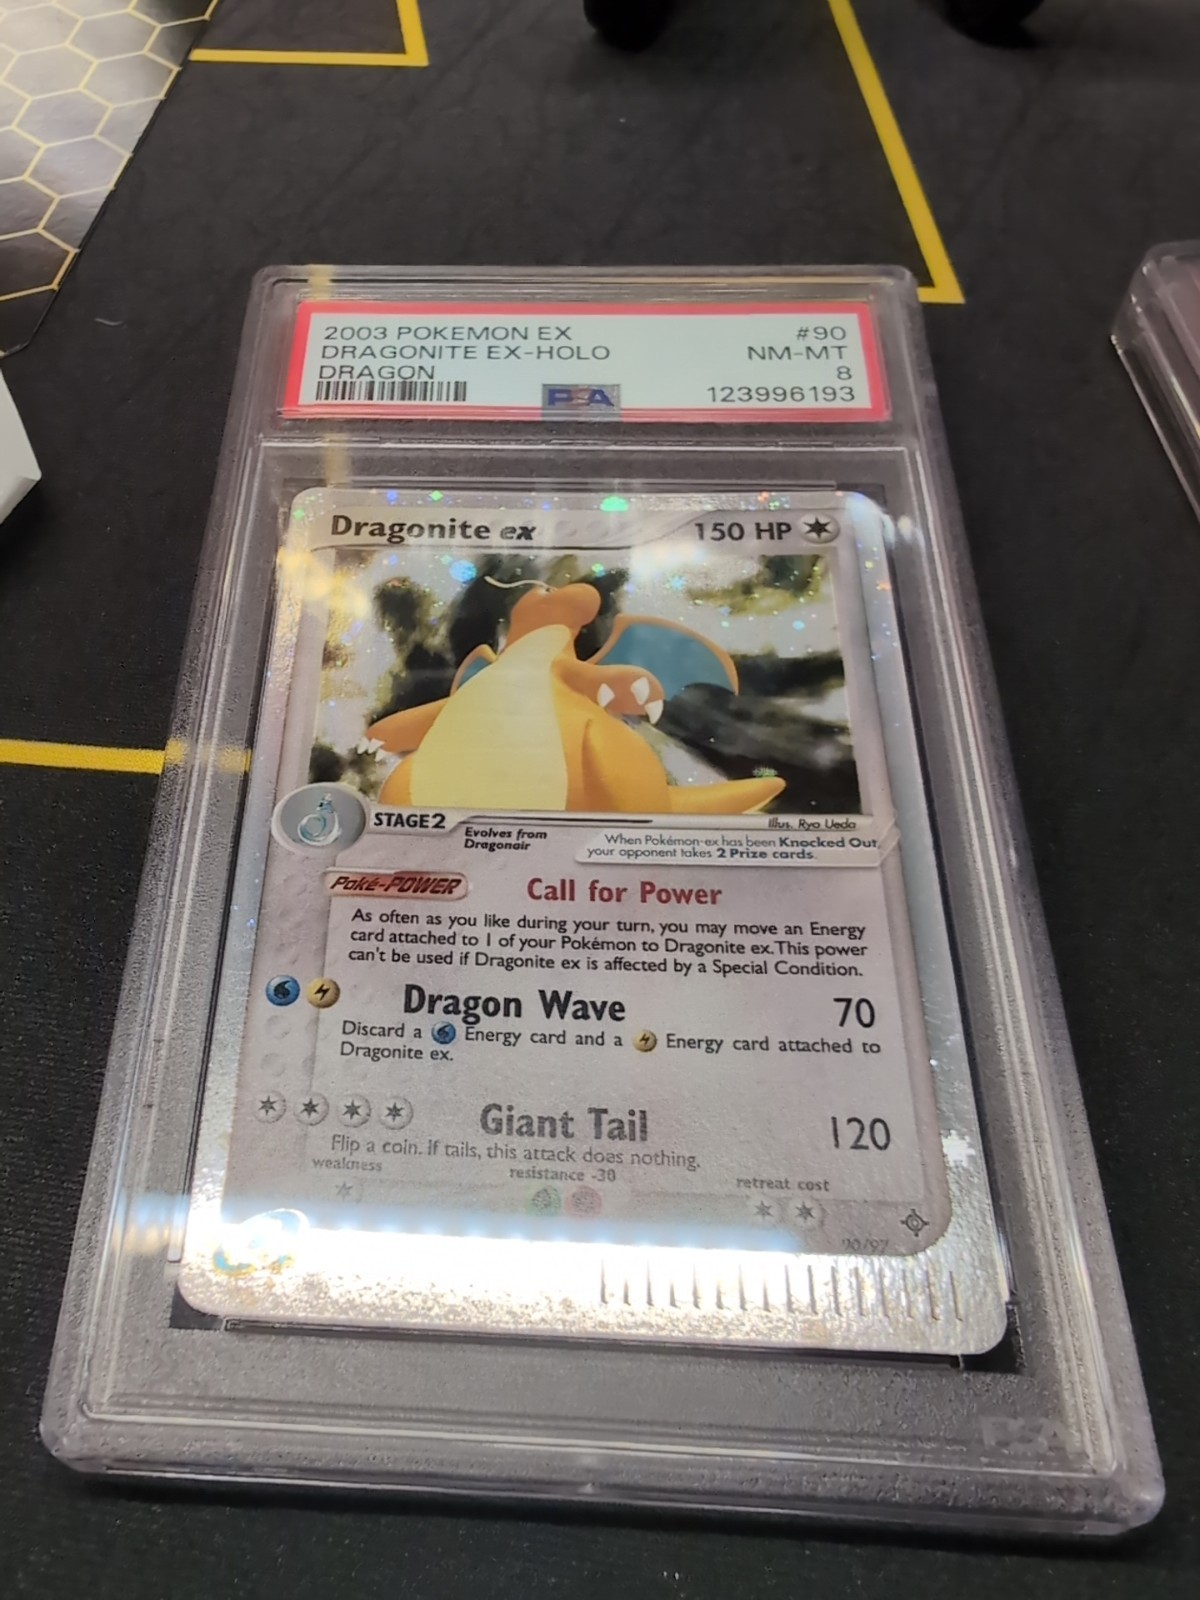 2003 POKEMON EX #90
DRAGONITE EX-HOLO NM-MT
DRAGON 8
PSA 123996193
Dragonite ex 150 HP
STAGE 2
Evolves from
Dragonair
Illus. Ryo Ueda
When Pokémon-ex has been Knocked Out,
your opponent takes 2 Prize cards.
Poké-POWER Call for Power
As often as you like during your turn, you may move an Energy
card attached to 1 of your Pokémon to Dragonite ex. This power
can't be used if Dragonite ex is affected by a Special Condition.
Dragon Wave 70
Discard a Energy card and a Energy card attached to
Dragonite ex.
Giant Tail 120
Flip a coin. If tails, this attack does nothing.
weakness resistance -30 retreat cost
90/97
PSA